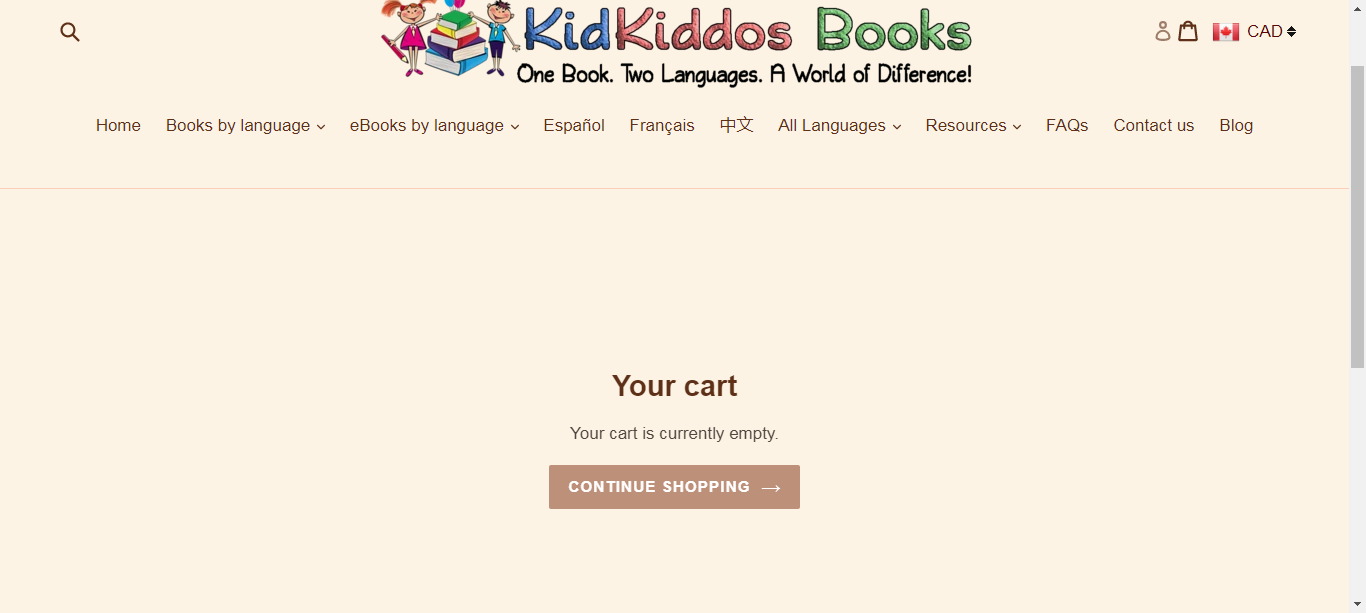 KidKiddos Books
One Book. Two Languages. A World of Difference!
CAD
Home Books by language eBooks by language Español Français 中文 All Languages Resources FAQs Contact us Blog
Your cart
Your cart is currently empty.
CONTINUE SHOPPING →